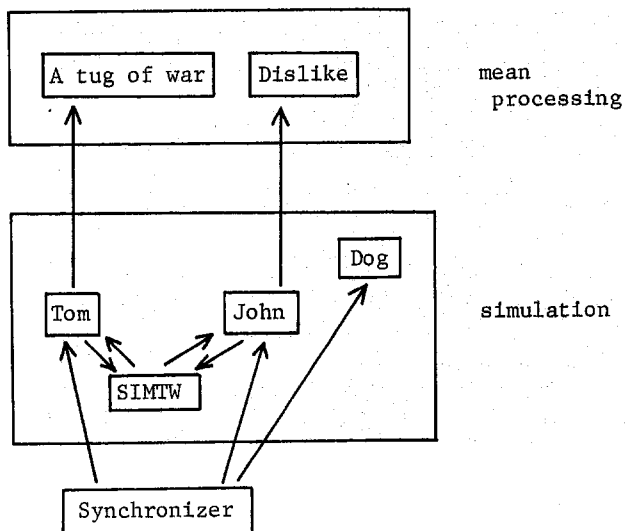 A tug of war
Dislike
mean
processing
Dog
Tom
John
simulation
SIMTW
Synchronizer